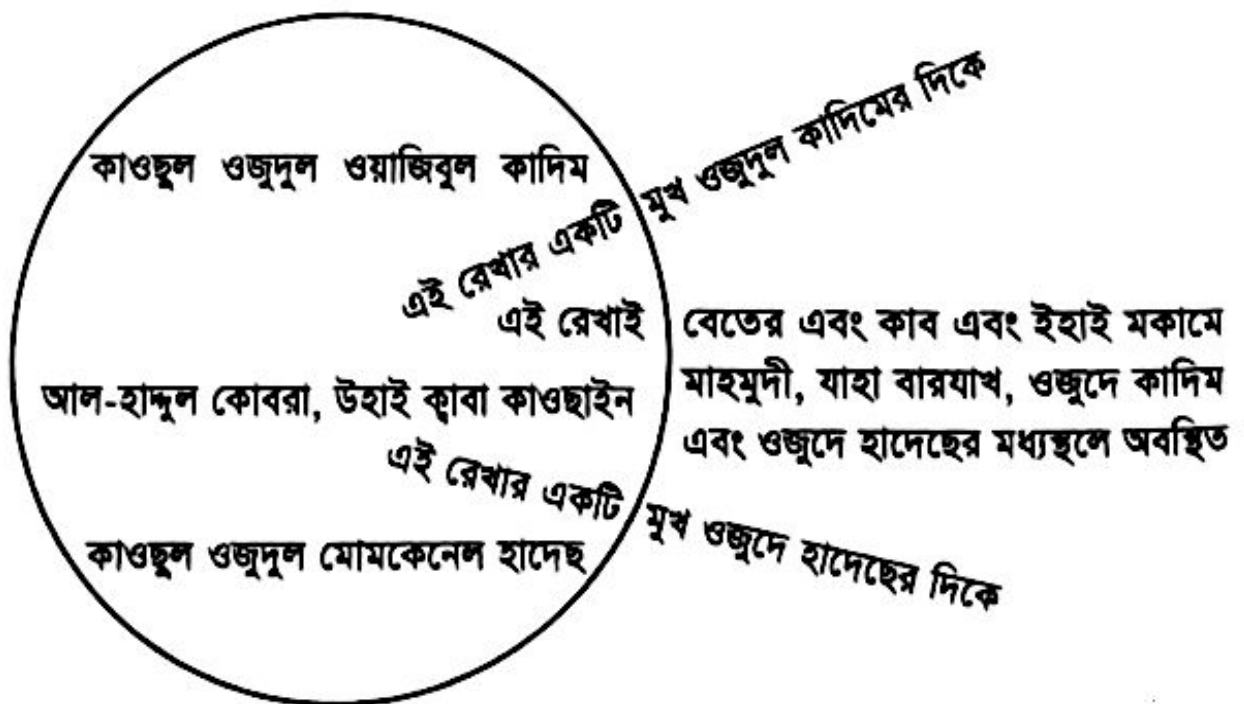 কাওছুল ওজুদুল ওয়াজিবুল কাদিম
এই রেখার একটি মুখ ওজুদুল কাদিমের দিকে
এই রেখাই বেতের এবং কাব এবং ইহাই মকামে
মাহমুদী, যাহা বারযাখ, ওজুদে কাদিম
আল-হাদ্দুল কোবরা, উহাই ক্বাবা কাওছাইন
এবং ওজুদে হাদেছের মধ্যস্থলে অবস্থিত
এই রেখার একটি মুখ ওজুদে হাদেছের দিকে
কাওছুল ওজুদুল মোমকেনেল হাদেছ